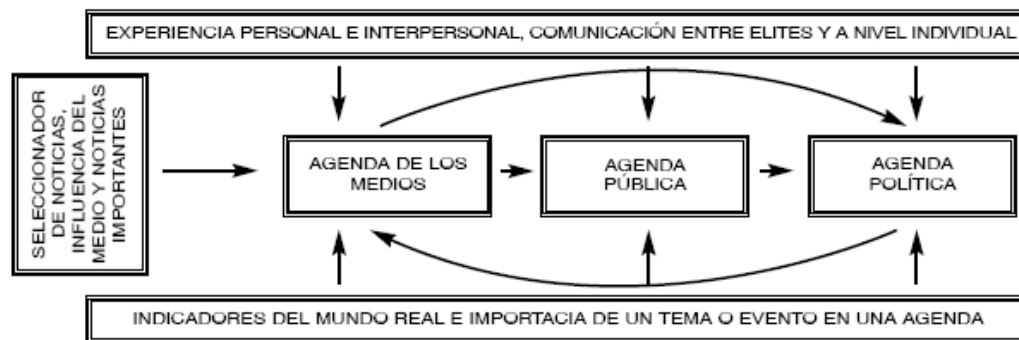 EXPERIENCIA PERSONAL E INTERPERSONAL, COMUNICACIÓN ENTRE ELITES Y A NIVEL INDIVIDUAL
SELECCIONADOR
DE NOTICIAS,
INFLUENCIA DEL
MEDIO Y NOTICIAS
IMPORTANTES
AGENDA DE LOS
MEDIOS
AGENDA
PÚBLICA
AGENDA
POLÍTICA
INDICADORES DEL MUNDO REAL E IMPORTACIA DE UN TEMA O EVENTO EN UNA AGENDA